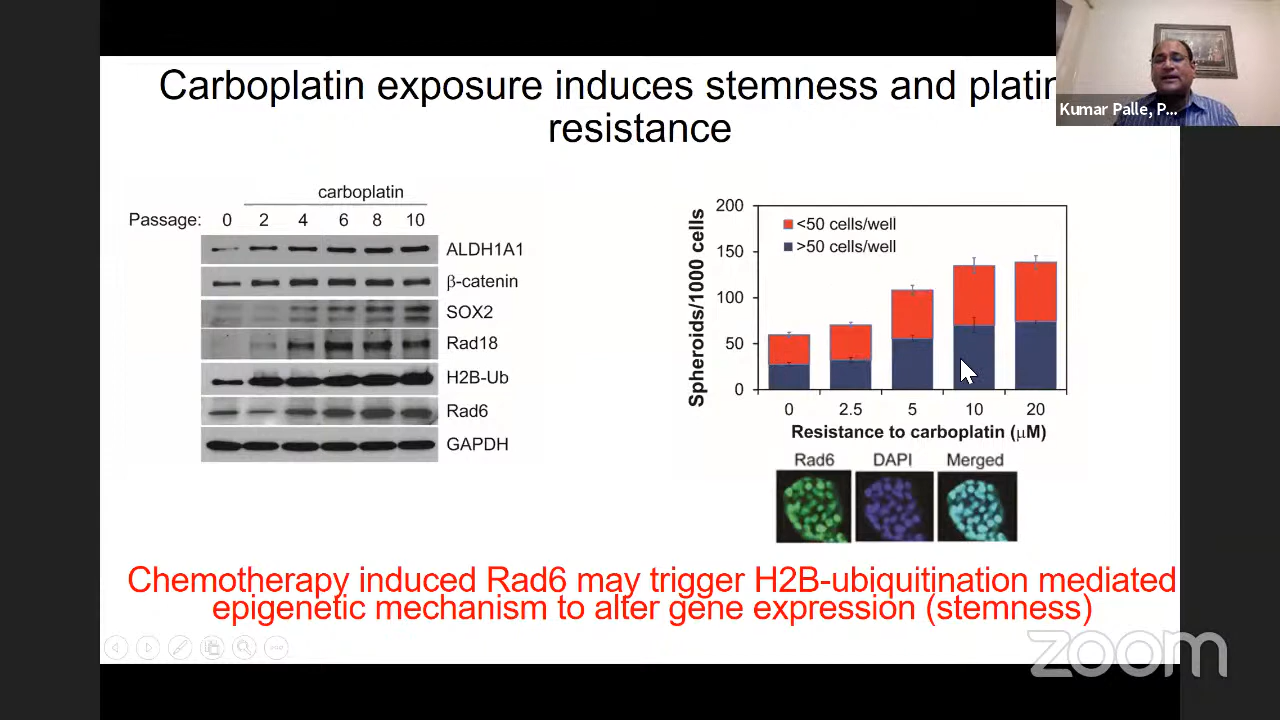 Carboplatin exposure induces stemness and platin
resistance
Kumar Palle, P...
carboplatin
Passage: 0 2 4 6 8 10
ALDH1A1
β-catenin
SOX2
Rad18
H2B-Ub
Rad6
GAPDH
Spheroids/1000 cells
200
150
100
50
0
<50 cells/well
>50 cells/well
0 2.5 5 10 20
Resistance to carboplatin (μM)
Rad6 DAPI Merged
Chemotherapy induced Rad6 may trigger H2B-ubiquitination mediated
epigenetic mechanism to alter gene expression (stemness)
zoom